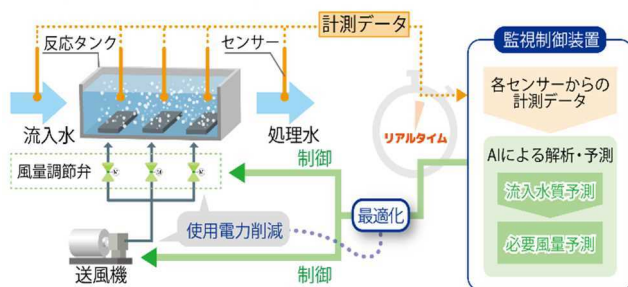 反応タンク
センサー
計測データ
流入水
処理水
風量調節弁
送風機
使用電力削減
制御
制御
最適化
リアルタイム
監視制御装置
各センサーからの
計測データ
AIによる解析・予測
流入水質予測
必要風量予測